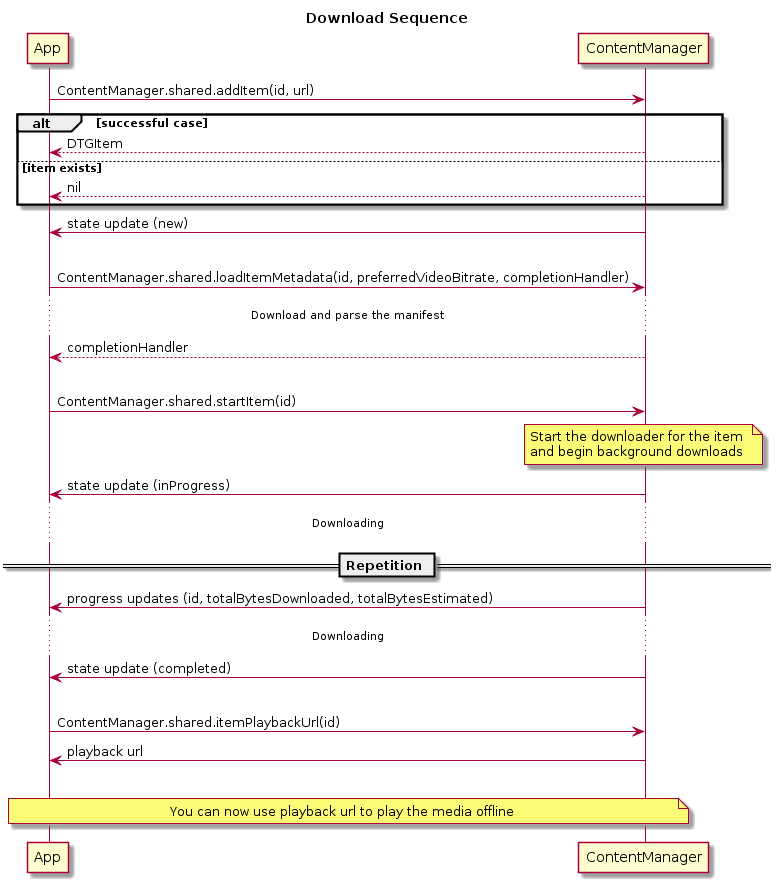 Download Sequence
App
ContentManager
ContentManager.shared.addItem(id, url)
alt
[successful case]
DTGItem
[item exists]
nil
state update (new)
ContentManager.shared.loadItemMetadata(id, preferredVideoBitrate, completionHandler)
Download and parse the manifest
completionHandler
ContentManager.shared.startItem(id)
Start the downloader for the item
and begin background downloads
state update (inProgress)
Downloading
Repetition
progress updates (id, totalBytesDownloaded, totalBytesEstimated)
Downloading
state update (completed)
ContentManager.shared.itemPlaybackUrl(id)
playback url
You can now use playback url to play the media offline
App
ContentManager